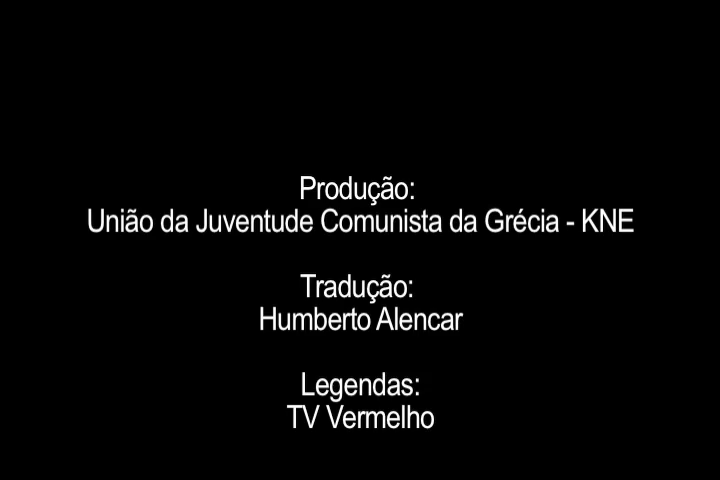 Produção:
União da Juventude Comunista da Grécia - KNE
Tradução:
Humberto Alencar
Legendas:
TV Vermelho